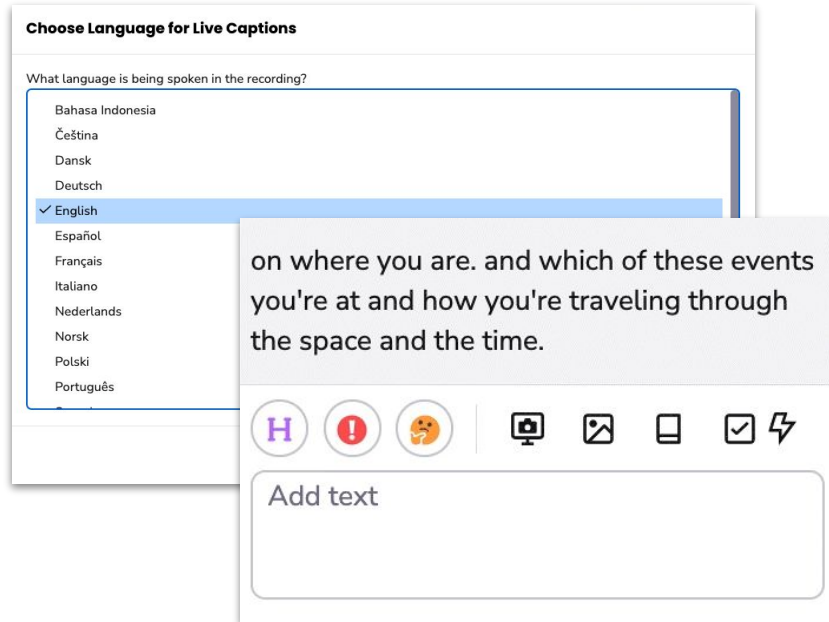 Choose Language for Live Captions
What language is being spoken in the recording?
Bahasa Indonesia
Čeština
Dansk
Deutsch
English
Español
Français
Italiano
Nederlands
Norsk
Polski
Português
on where you are. and which of these events
you're at and how you're traveling through
the space and the time.
H
Add text